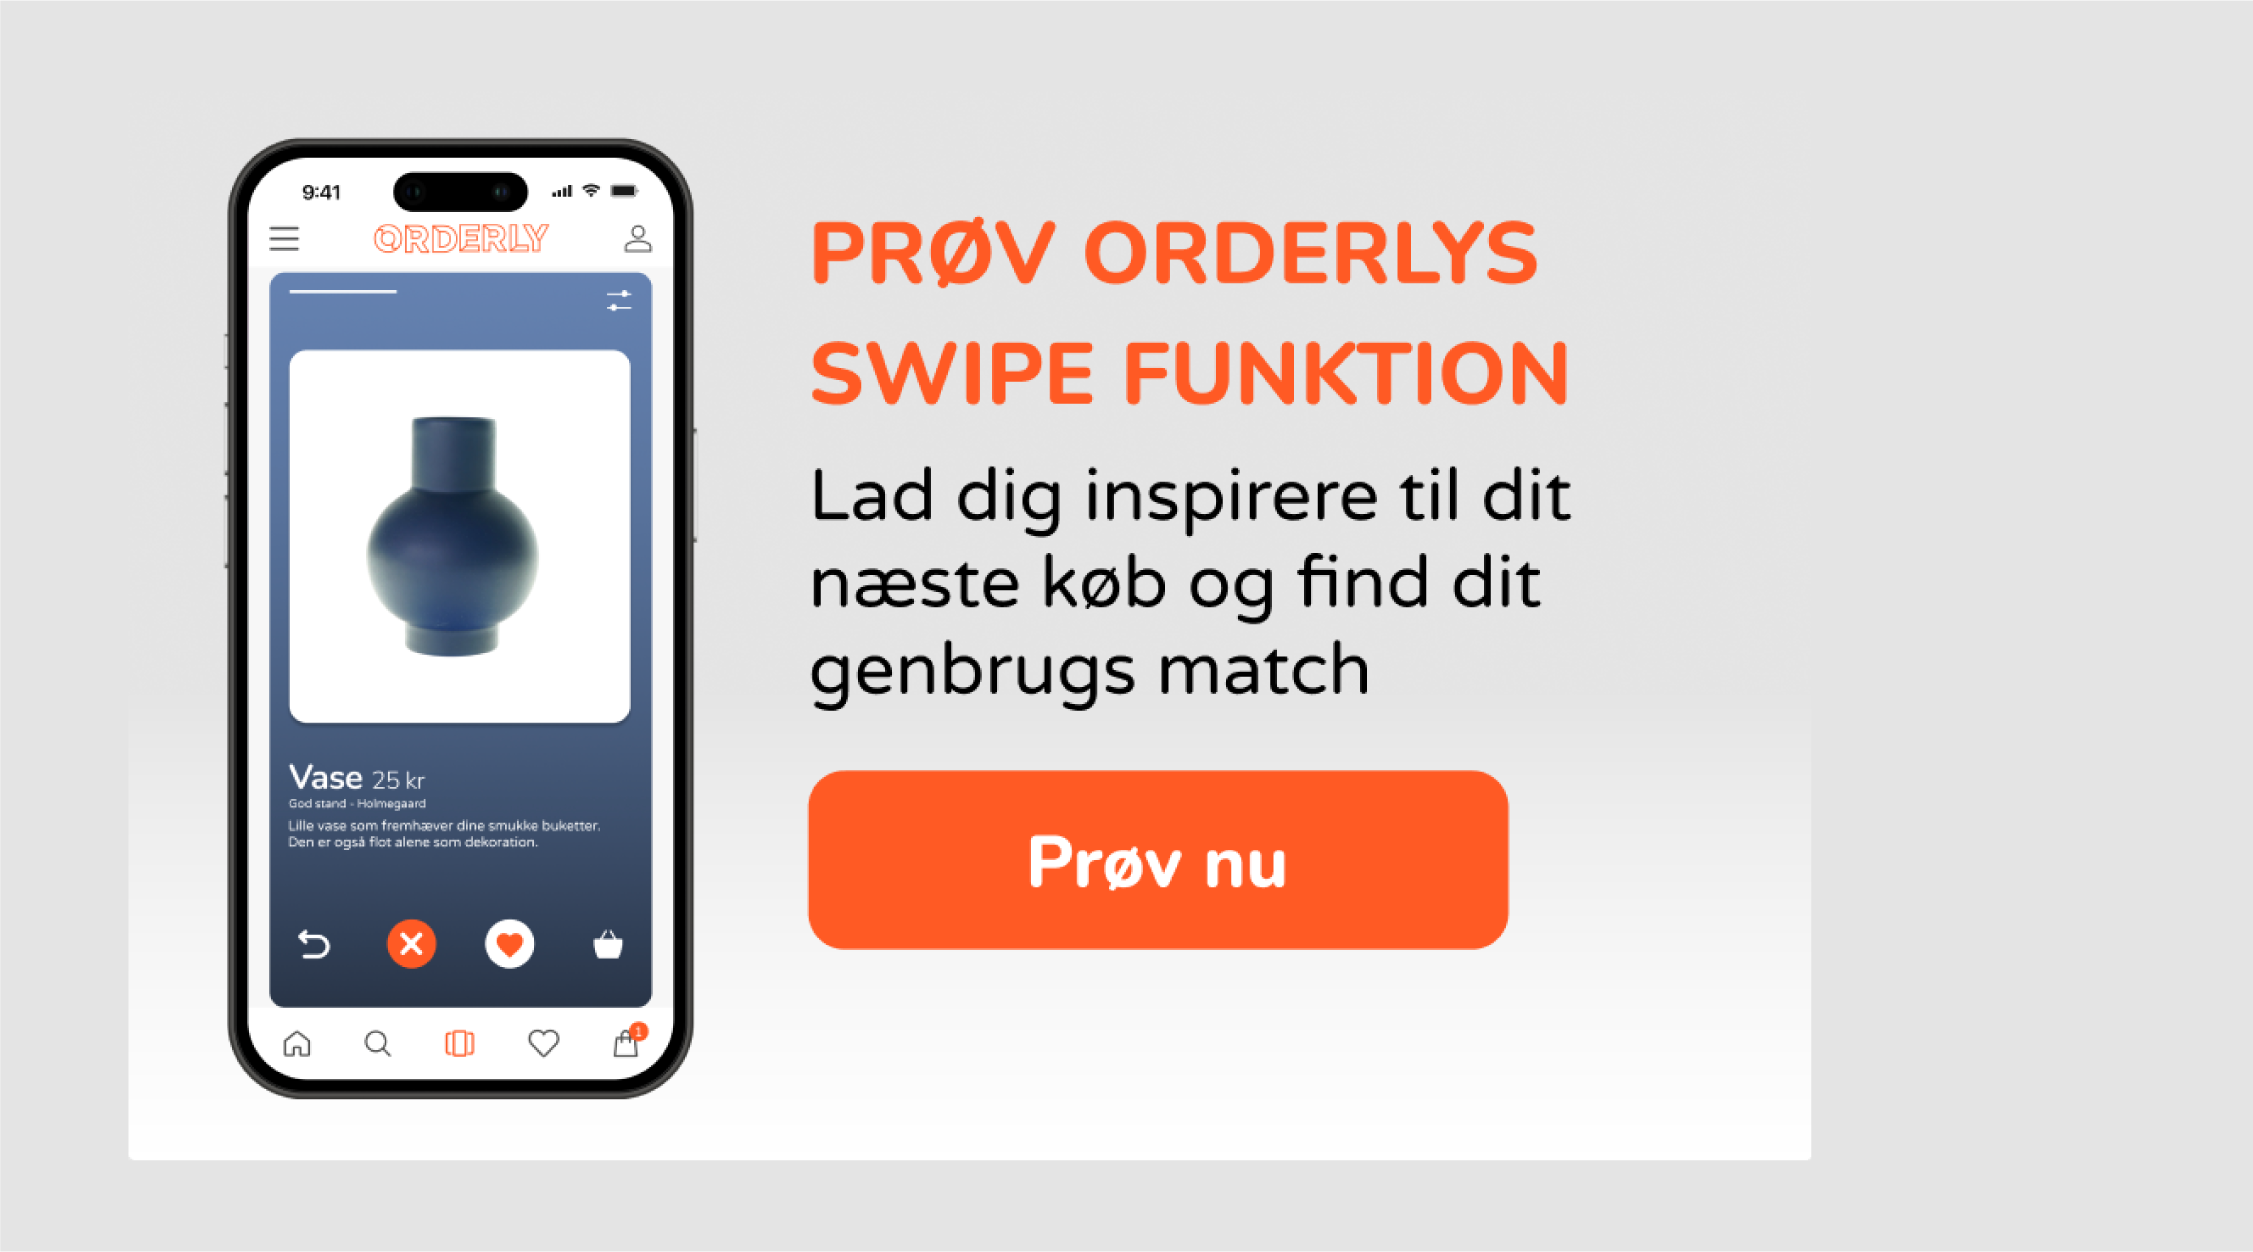 9:41
ORDERLY
Vase 25 kr
God stand - Holmegaard
Lille vase som fremhæver dine smukke buketter.
Den er også flot alene som dekoration.
1
PRØV ORDERLYS
SWIPE FUNKTION
Lad dig inspirere til dit
næste køb og find dit
genbrugs match
Prøv nu